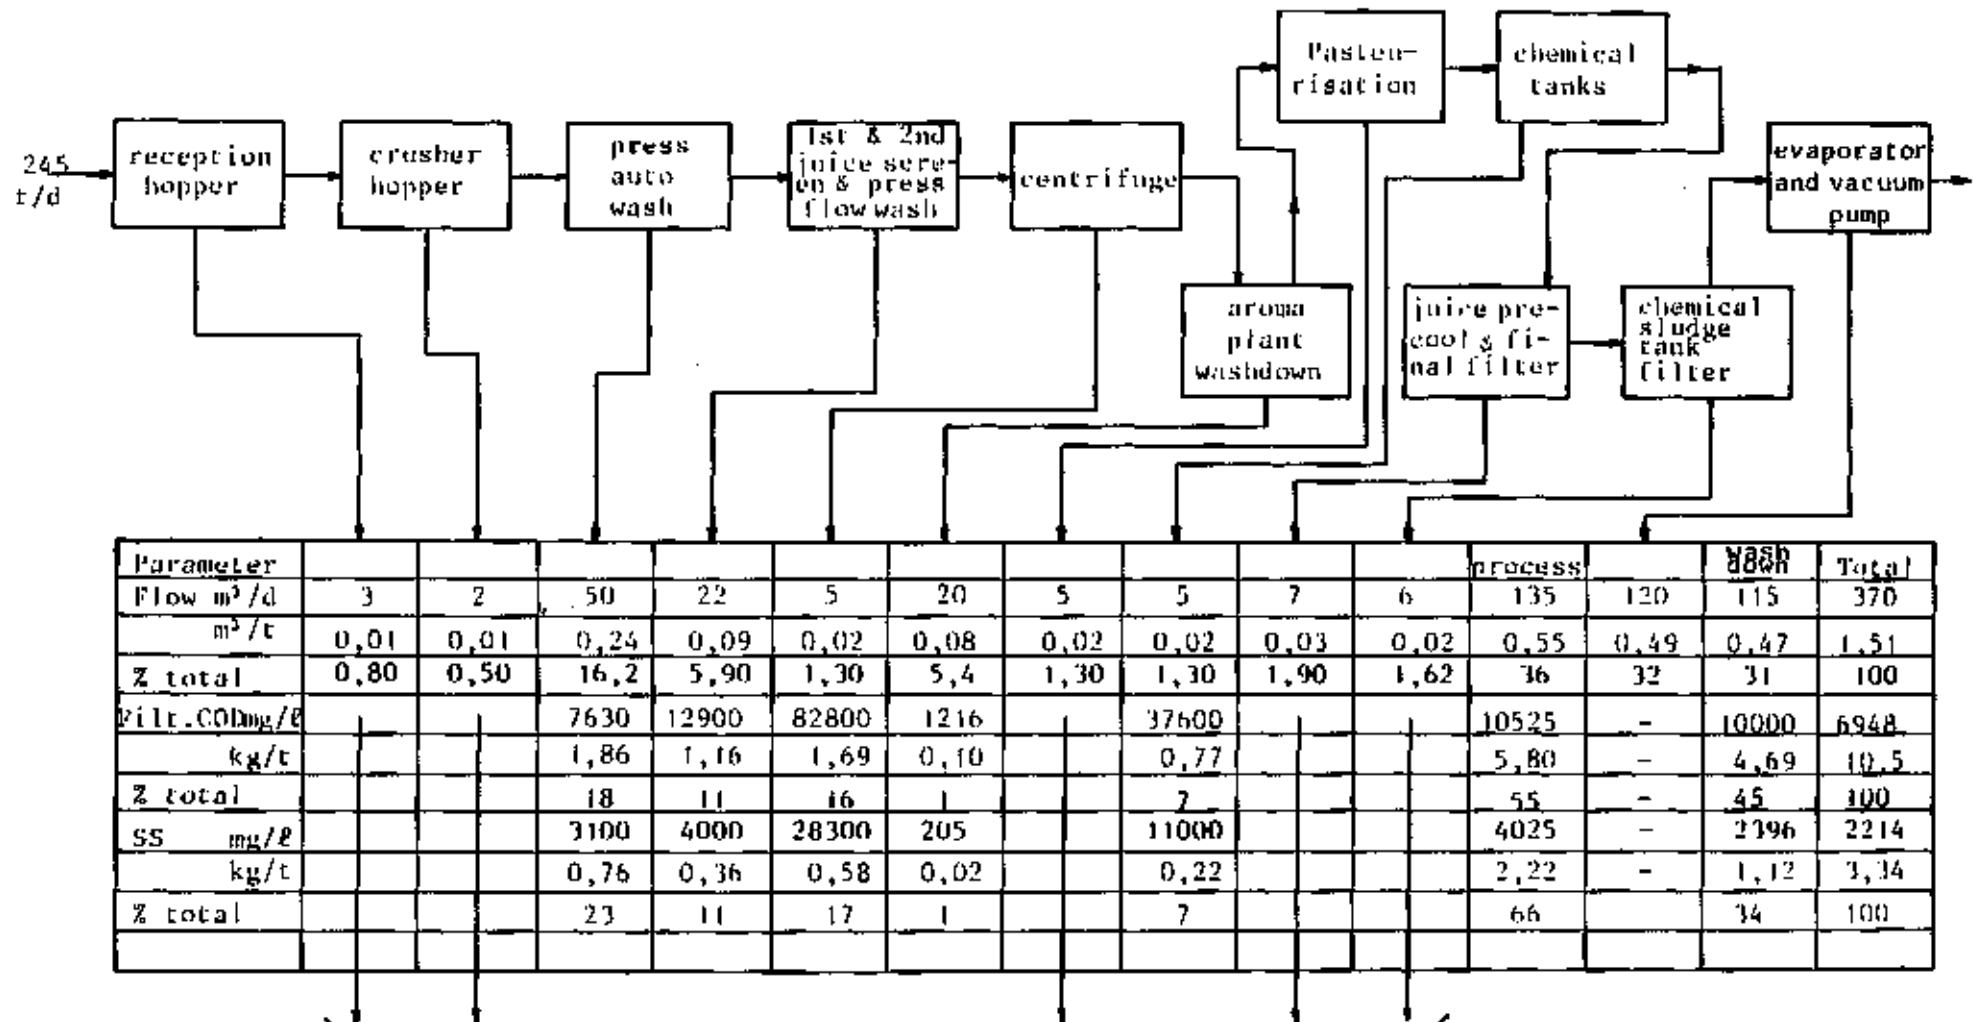 Pasteu-
risation
chemical
tanks
245
t/d
reception
hopper
crusher
hopper
press
auto
wash
1st & 2nd
juice scre-
en & press
flow wash
centrifuge
evaporator
and vacuum
pump
aroma
plant
washdown
juice pre-
cool & fi-
nal filter
chemical
sludge
tank
filter
Parameter process wash down Total
Flow m³/d 3 2 50 22 5 20 5 5 7 6 135 120 115 370
m³/t 0,01 0,01 0,24 0,09 0,02 0,08 0,02 0,02 0,03 0,02 0,55 0,49 0,47 1,51
% total 0,80 0,50 16,2 5,90 1,30 5,4 1,30 1,30 1,90 1,62 36 32 31 100
Filt.CODmg/ℓ 7630 12900 82800 1216 37600 10525 - 10000 6948
kg/t 1,86 1,16 1,69 0,10 0,77 5,80 - 4,69 10,5
% total 18 11 16 1 7 55 - 45 100
SS mg/ℓ 3100 4000 28300 205 11000 4025 - 2396 2214
kg/t 0,76 0,36 0,58 0,02 0,22 2,22 - 1,12 3,34
% total 23 11 17 1 7 66 34 100